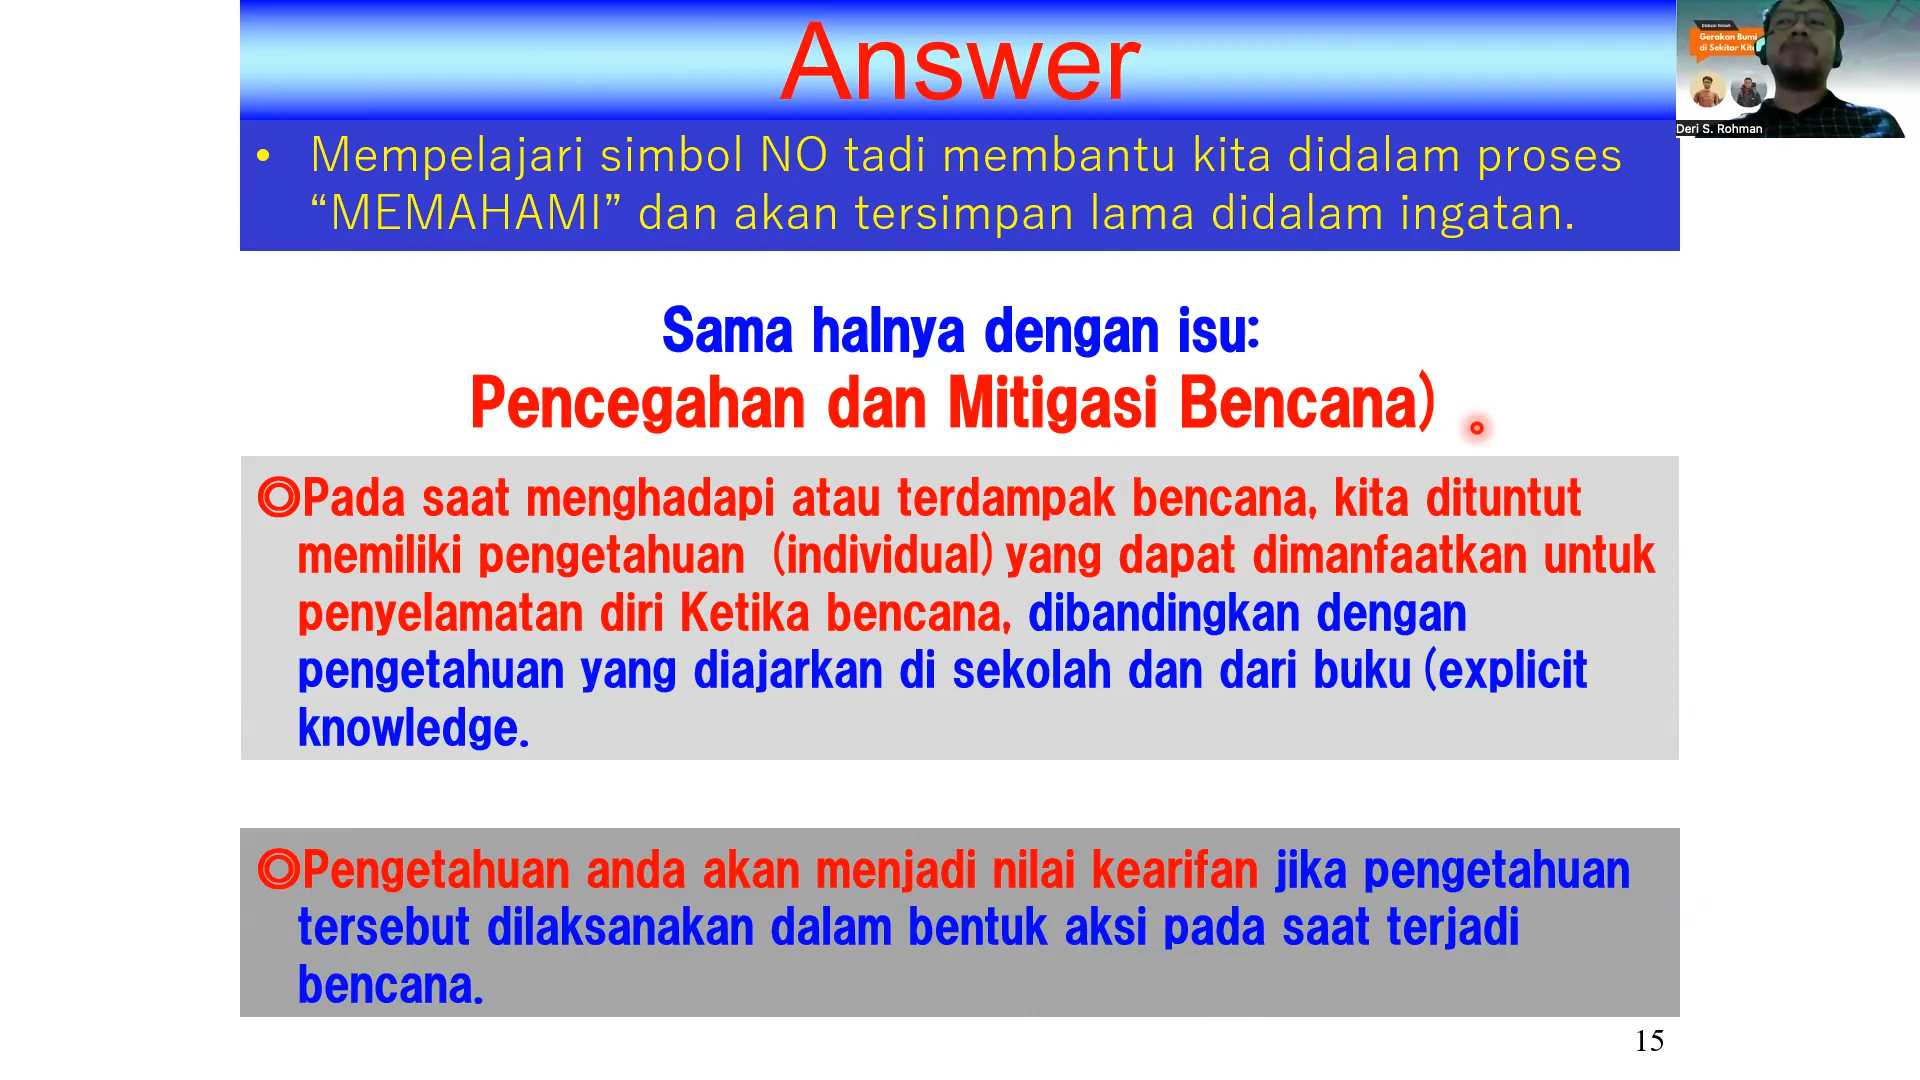 Answer
• Mempelajari simbol NO tadi membantu kita didalam proses
“MEMAHAMI” dan akan tersimpan lama didalam ingatan.
Sama halnya dengan isu:
Pencegahan dan Mitigasi Bencana)
◎Pada saat menghadapi atau terdampak bencana, kita dituntut
memiliki pengetahuan (individual) yang dapat dimanfaatkan untuk
penyelamatan diri Ketika bencana, dibandingkan dengan
pengetahuan yang diajarkan di sekolah dan dari buku (explicit
knowledge.
◎Pengetahuan anda akan menjadi nilai kearifan jika pengetahuan
tersebut dilaksanakan dalam bentuk aksi pada saat terjadi
bencana.
15
Diskusi Ilmiah
Gerakan Bumi
di Sekitar
Deri S. Rohman